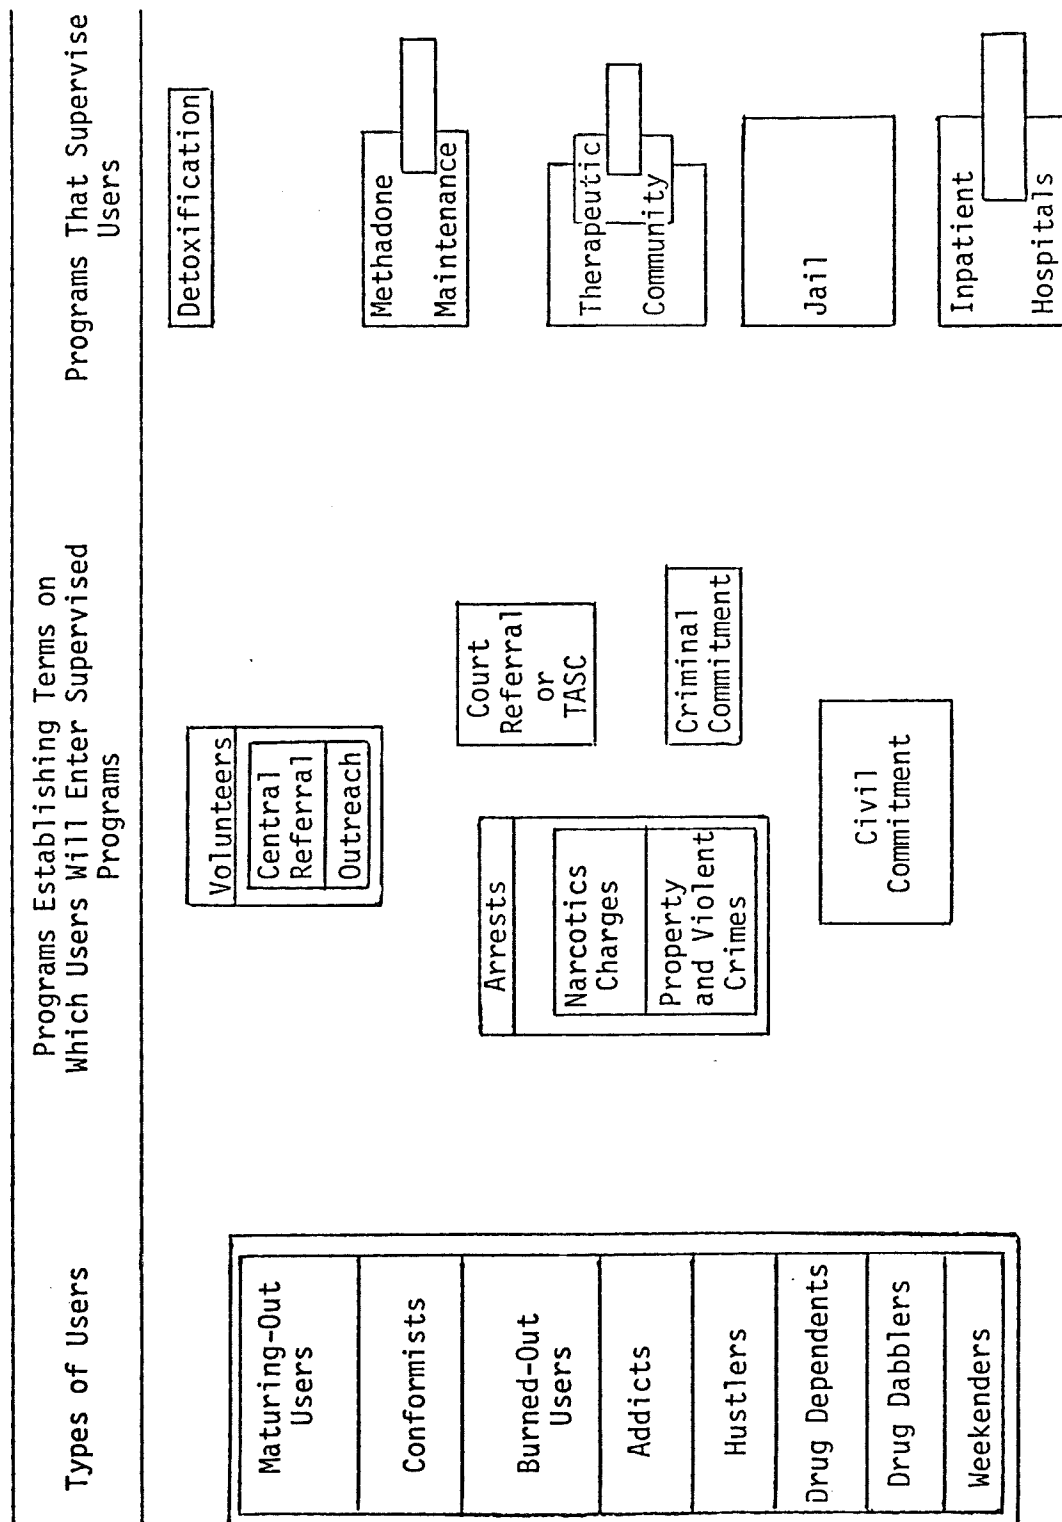 Types of Users
Programs Establishing Terms on
Which Users Will Enter Supervised
Programs
Programs That Supervise
Users
Maturing-Out
Users
Conformists
Burned-Out
Users
Addicts
Hustlers
Drug Dependents
Drug Dabblers
Weekenders
Volunteers
Central
Referral
Outreach
Arrests
Narcotics
Charges
Property
and Violent
Crimes
Court
Referral
or
TASC
Criminal
Commitment
Civil
Commitment
Detoxification
Methadone
Maintenance
Therapeutic
Community
Jail
Inpatient
Hospitals